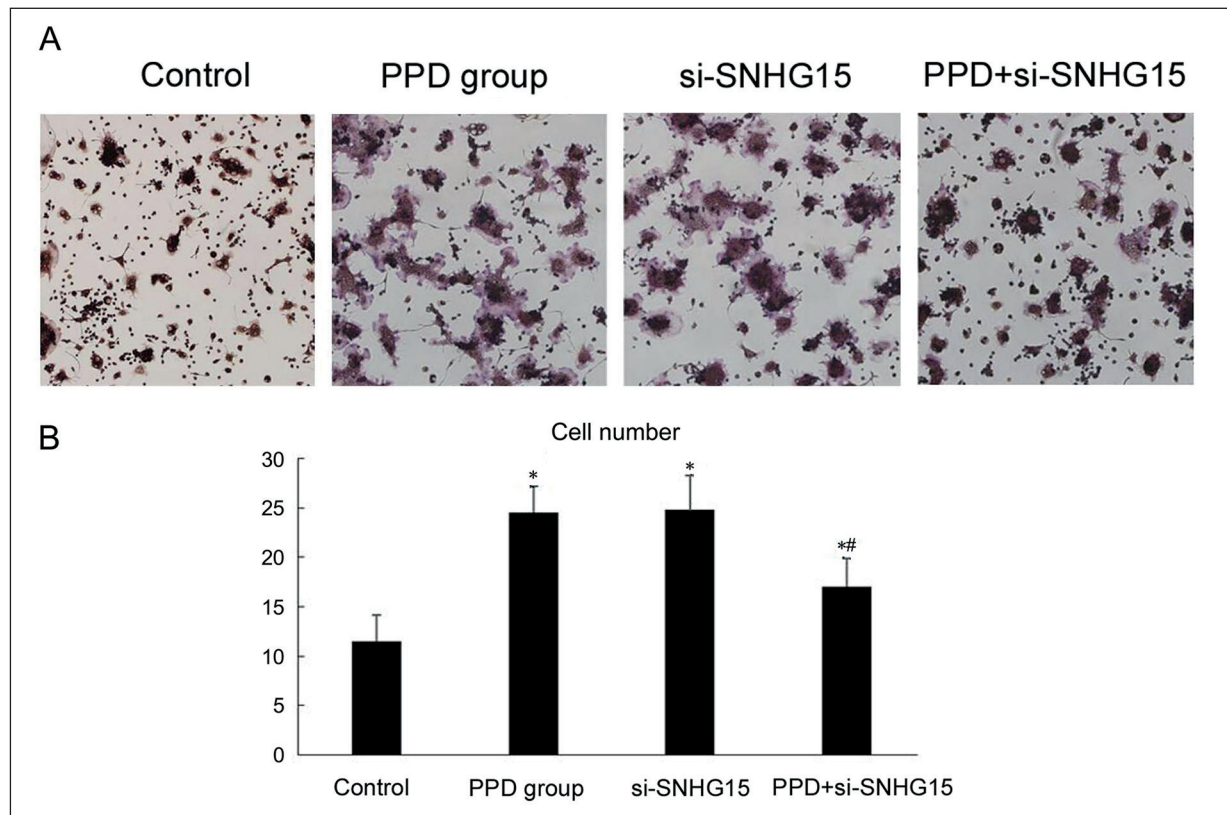 A
Control PPD group si-SNHG15 PPD+si-SNHG15
B
Cell number
30
25
20
15
10
5
0
* * *#
Control PPD group si-SNHG15 PPD+si-SNHG15